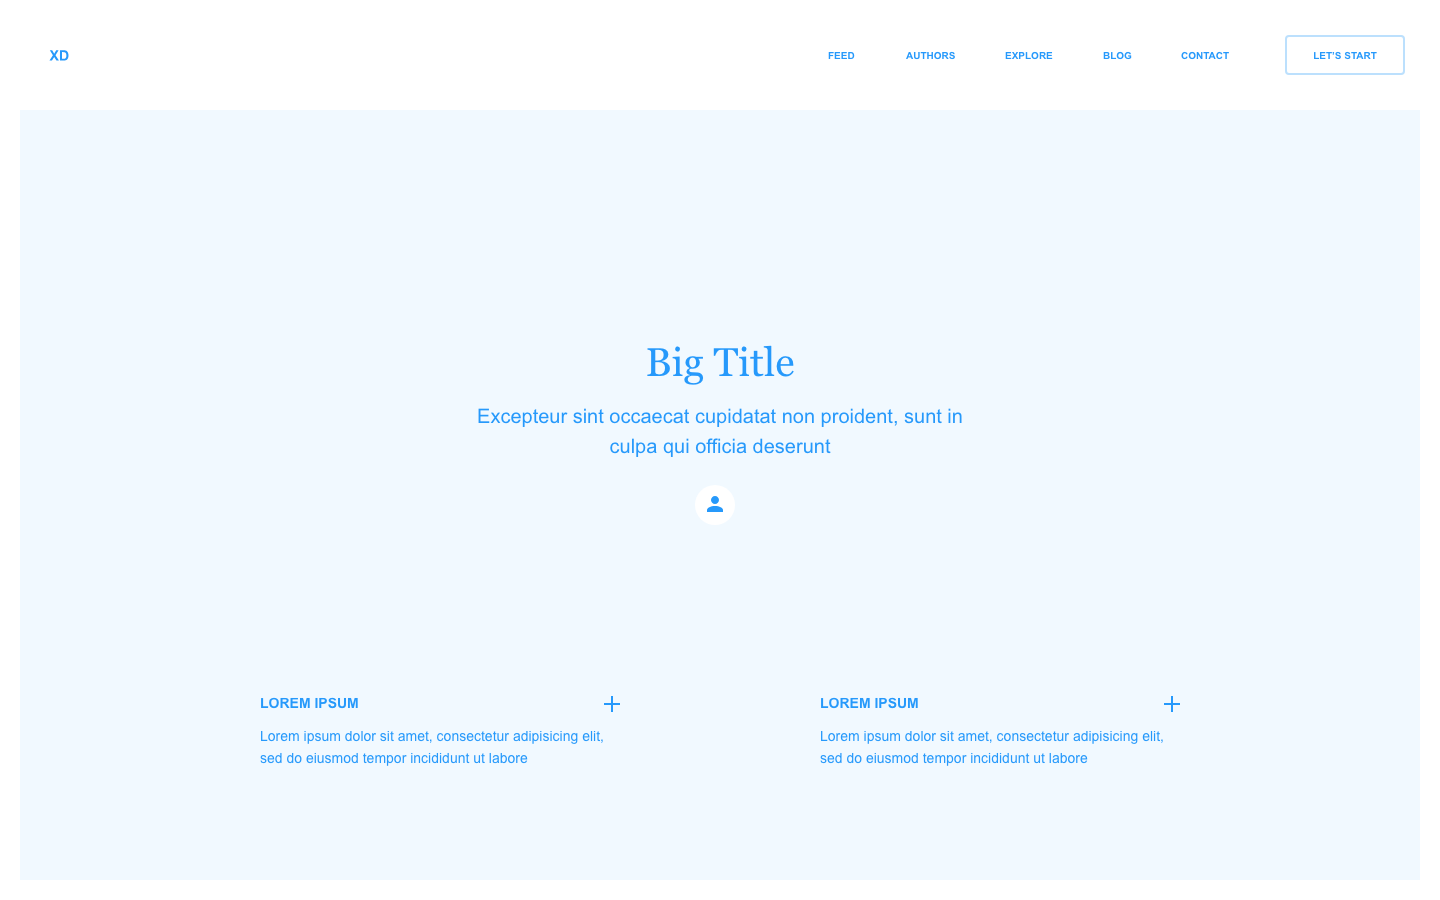 XD
FEED
AUTHORS
EXPLORE
BLOG
CONTACT
LET'S START
Big Title
Excepteur sint occaecat cupidatat non proident, sunt in
culpa qui officia deserunt
LOREM IPSUM
Lorem ipsum dolor sit amet, consectetur adipisicing elit,
sed do eiusmod tempor incididunt ut labore
LOREM IPSUM
Lorem ipsum dolor sit amet, consectetur adipisicing elit,
sed do eiusmod tempor incididunt ut labore